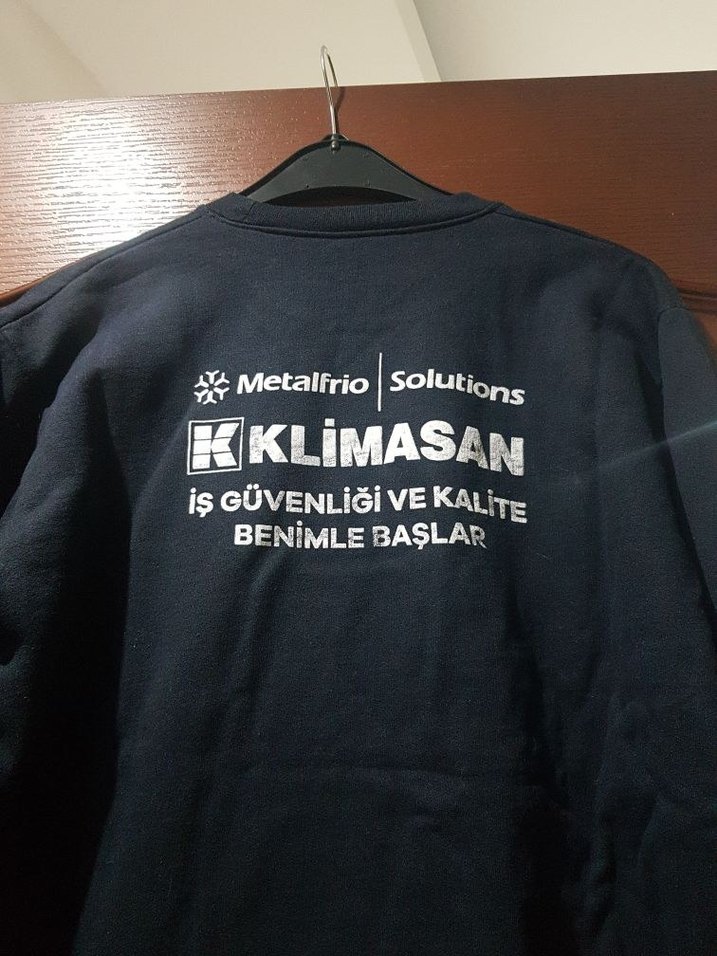 Metalfrio | Solutions
K KLİMASAN
İŞ GÜVENLİĞİ VE KALİTE
BENİMLE BAŞLAR